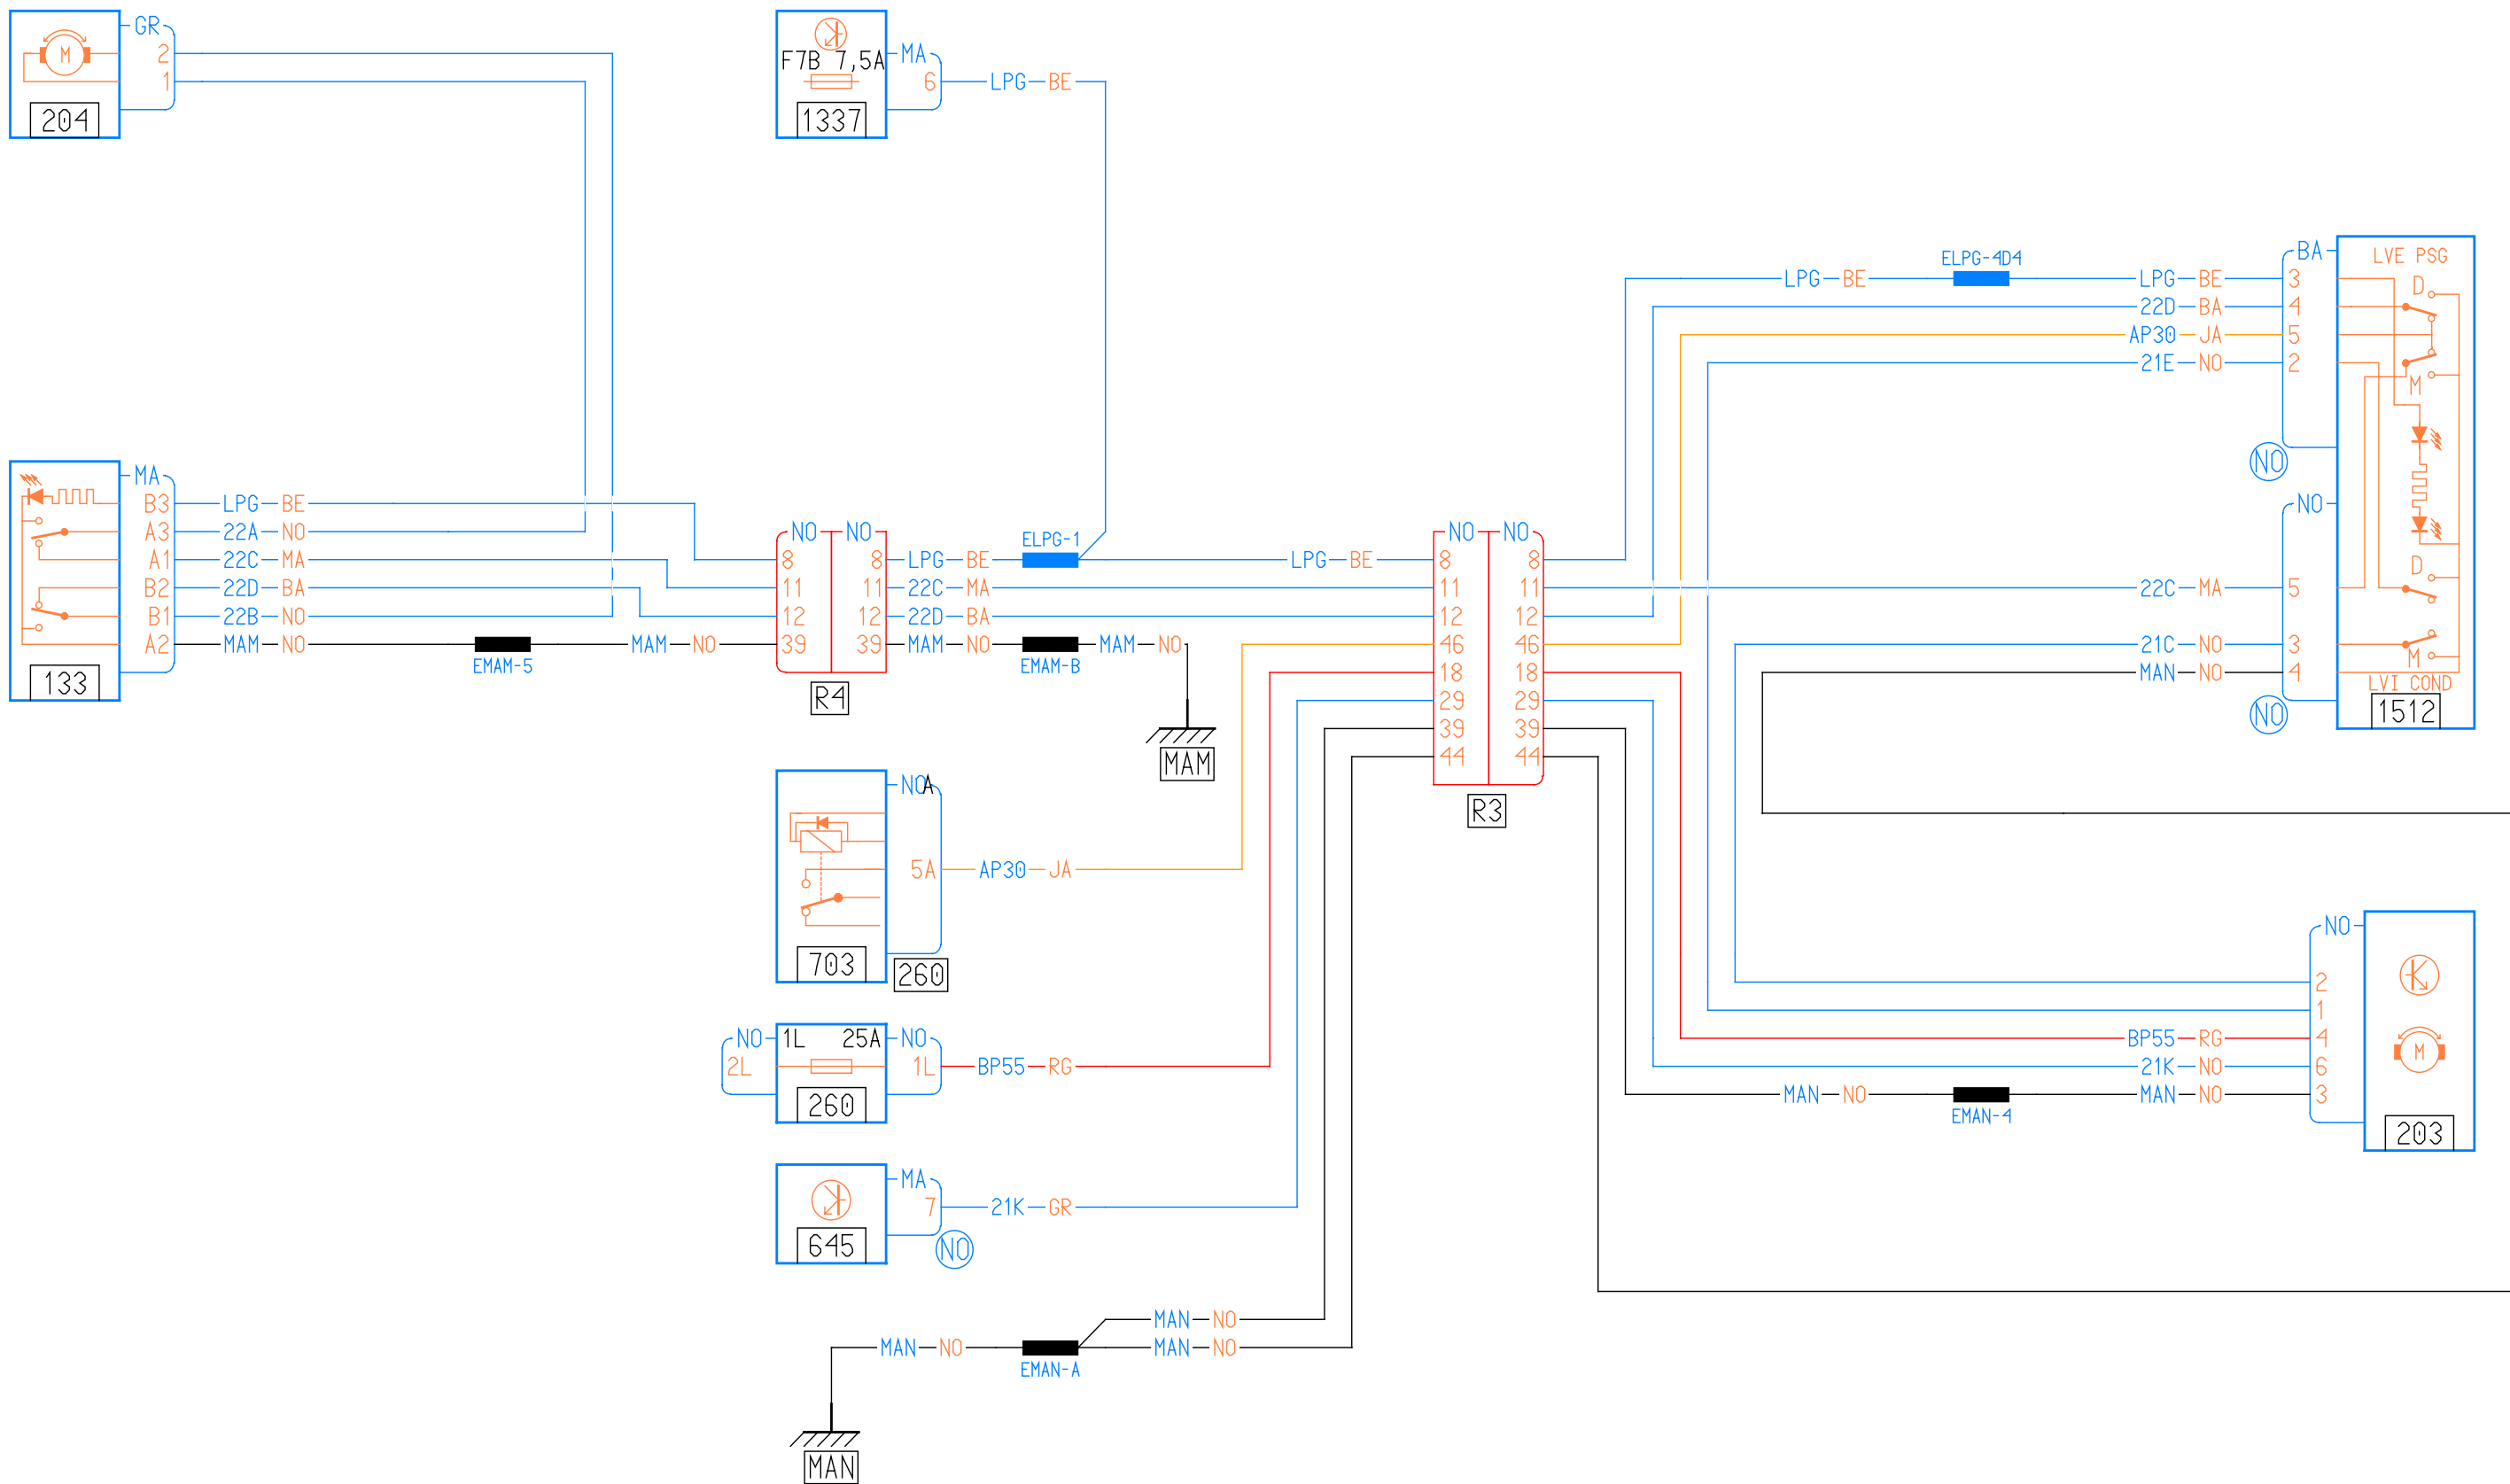 GR
2
M
1
204
F7B 7,5A
MA
6
LPG BE
1337
ELPG-4D4
BA
LVE PSG
LPG BE
LPG BE 3
D
22D BA 4
AP30 JA 5
21E NO 2
M
NO
MA
B3 LPG BE
A3 22A NO
A1 22C MA
B2 22D BA
B1 22B NO
A2 MAM NO
EMAM-5
MAM NO
133
NO NO
8 8 LPG BE
11 11 22C MA
12 12 22D BA
39 39 MAM NO
R4
ELPG-1
EMAM-B
MAM NO
MAM
LPG BE
NO NO
8 8
11 11
12 12
46 46
18 18
29 29
39 39
44 44
R3
NO
22C MA 5
D
21C NO 3
MAN NO 4
M
LVI COND
1512
NO
NOA
5A AP30 JA
703
260
NO 1L 25A NO
2L 1L BP55 RG
260
MA
7 21K GR
645
NO
NO
2
1
BP55 RG 4
21K NO 6
MAN NO
MAN NO 3
EMAN-4
M
203
MAN NO
MAN NO
MAN NO
EMAN-A
MAN